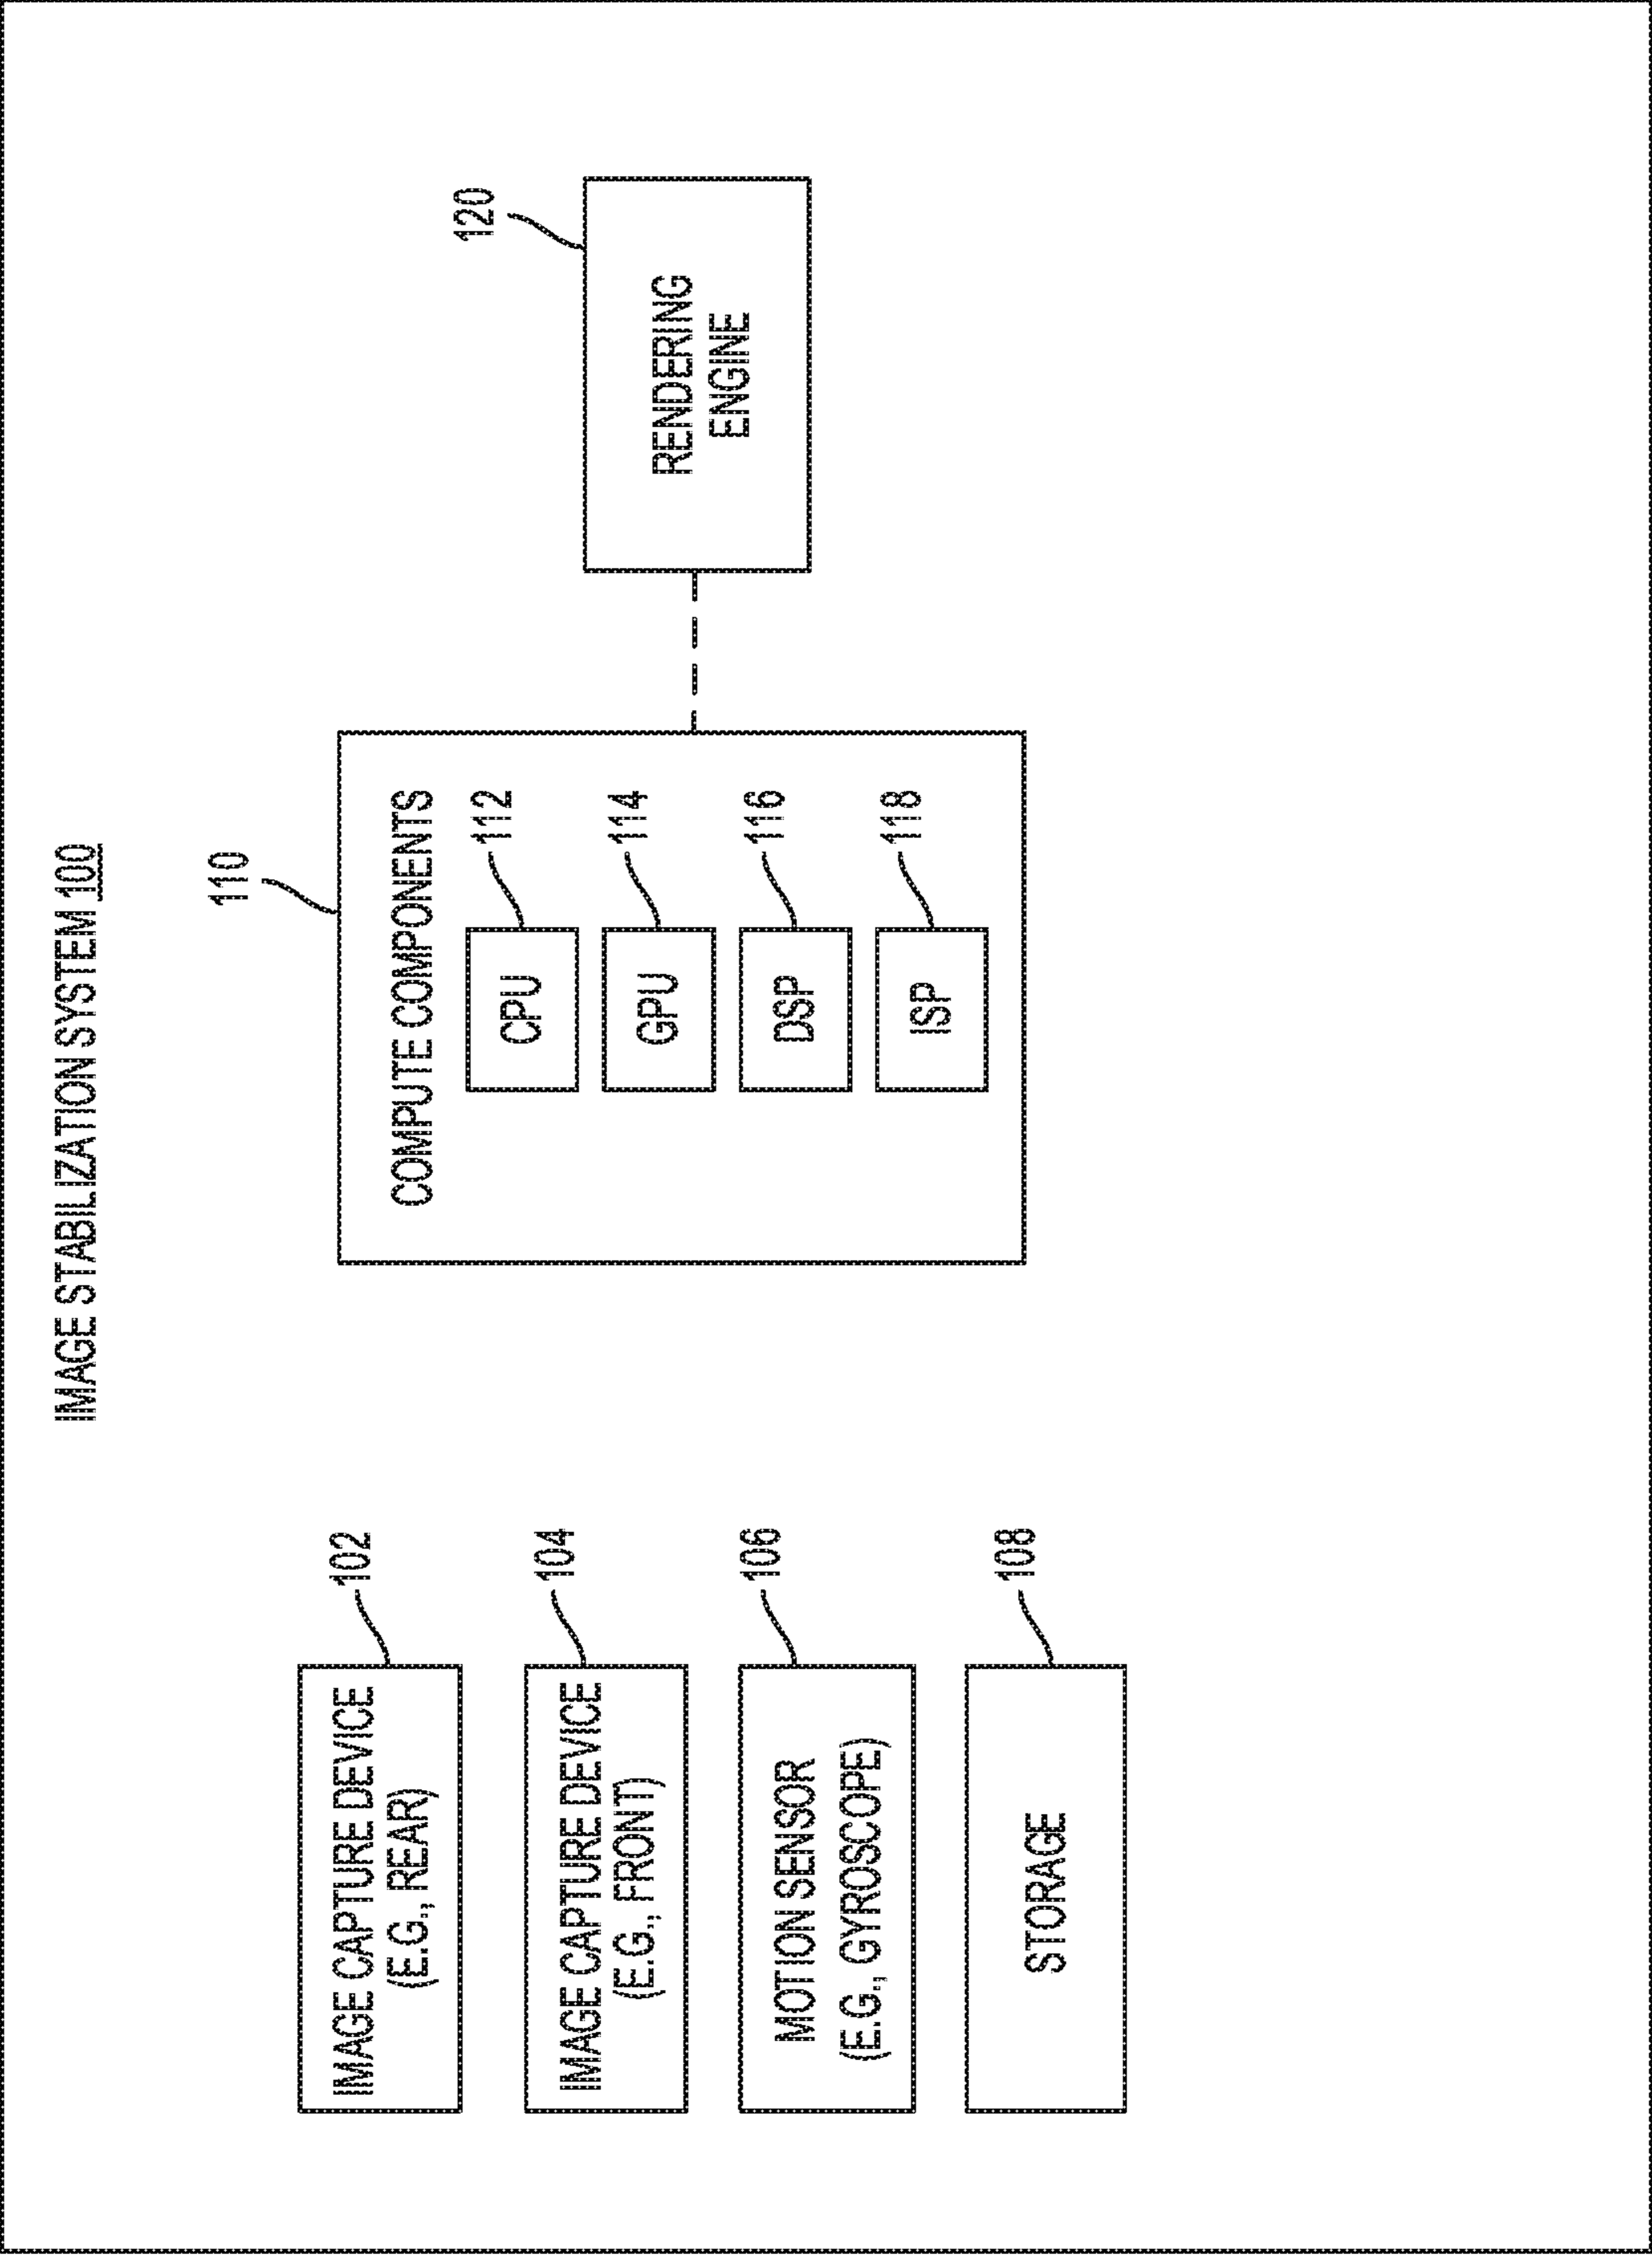 IMAGE STABILIZATION SYSTEM 100
102
IMAGE CAPTURE DEVICE
(E.G., REAR)
104
IMAGE CAPTURE DEVICE
(E.G., FRONT)
106
MOTION SENSOR
(E.G., GYROSCOPE)
108
STORAGE
110
COMPUTE COMPONENTS
112
CPU
114
GPU
116
DSP
118
ISP
120
RENDERING
ENGINE